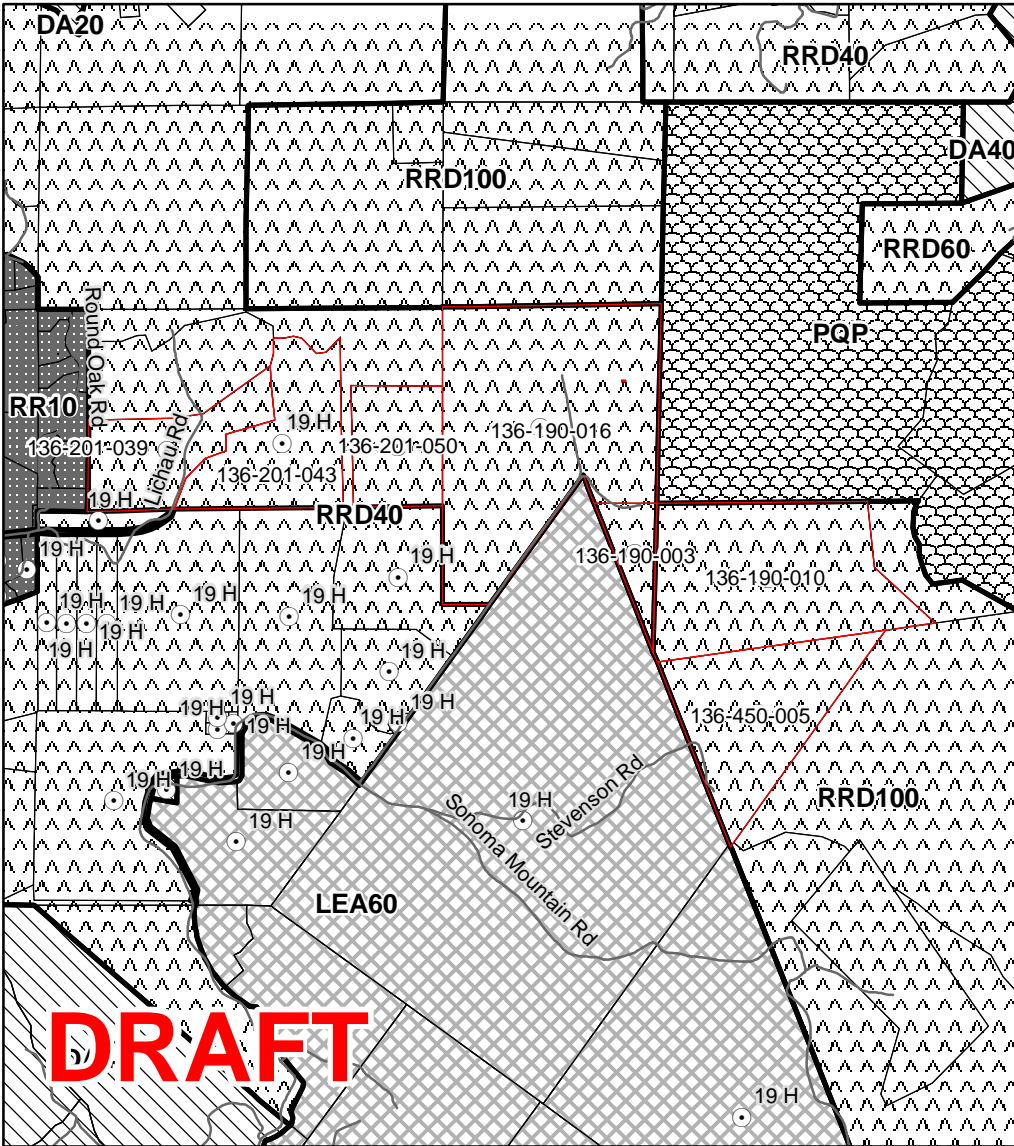 DA20
RRD40
DA40
RRD100
RRD60
PQP
Round Oak Rd
RR10
Lichau Rd
19 H
136-201-039
136-201-050
136-190-016
136-201-043
19 H
RRD40
19 H
19 H
136-190-003
136-190-010
19 H
19 H
19 H
19 H
19 H
19 H
19 H
19 H
19 H
19 H
19 H
19 H
19 H
136-450-005
19 H
19 H
19 H
RRD100
Stevenson Rd
19 H
Sonoma Mountain Rd
19 H
LEA60
DRAFT
19 H